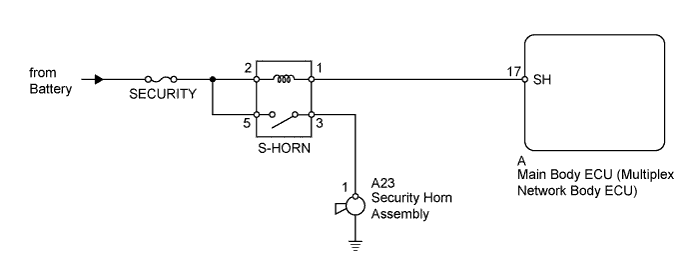 from
Battery
SECURITY
2
1
5
3
S-HORN
17
SH
A
Main Body ECU (Multiplex
Network Body ECU)
1
A23
Security Horn
Assembly